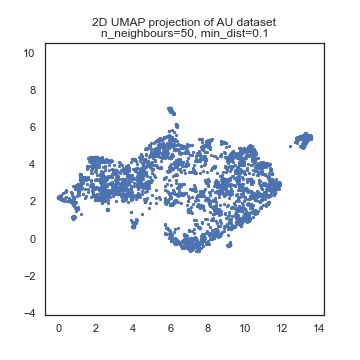 2D UMAP projection of AU dataset
n_neighbours=50, min_dist=0.1
10
8
6
4
2
0
−2
−4
0 2 4 6 8 10 12 14